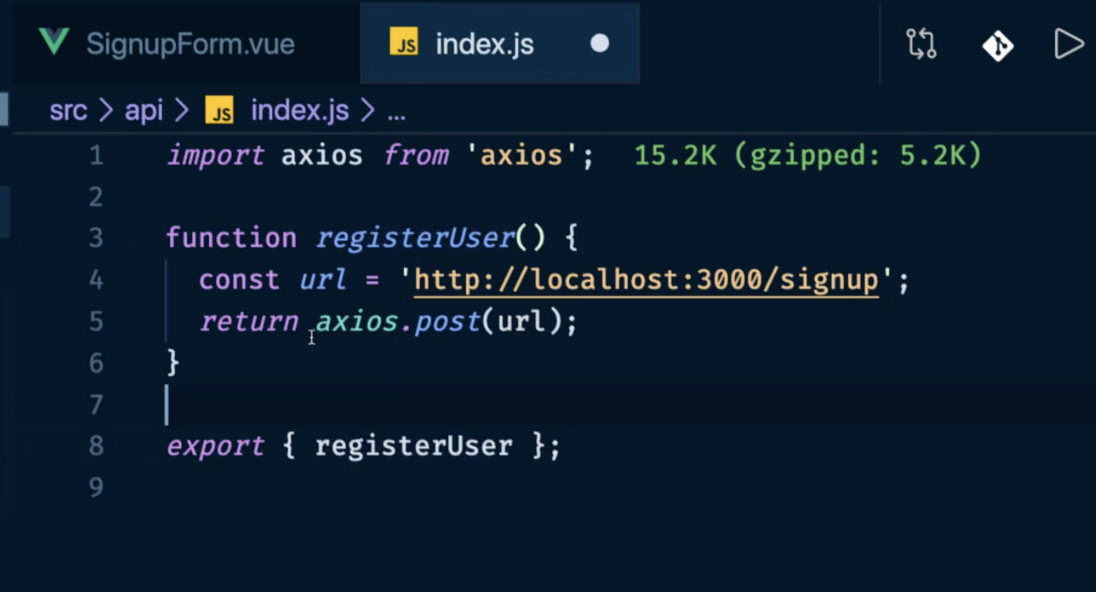 SignupForm.vue
JS index.js
src > api > JS index.js > ...
1 import axios from 'axios'; 15.2K (gzipped: 5.2K)
2
3 function registerUser() {
4 const url = 'http://localhost:3000/signup';
5 return axios.post(url);
6 }
7
8 export { registerUser };
9